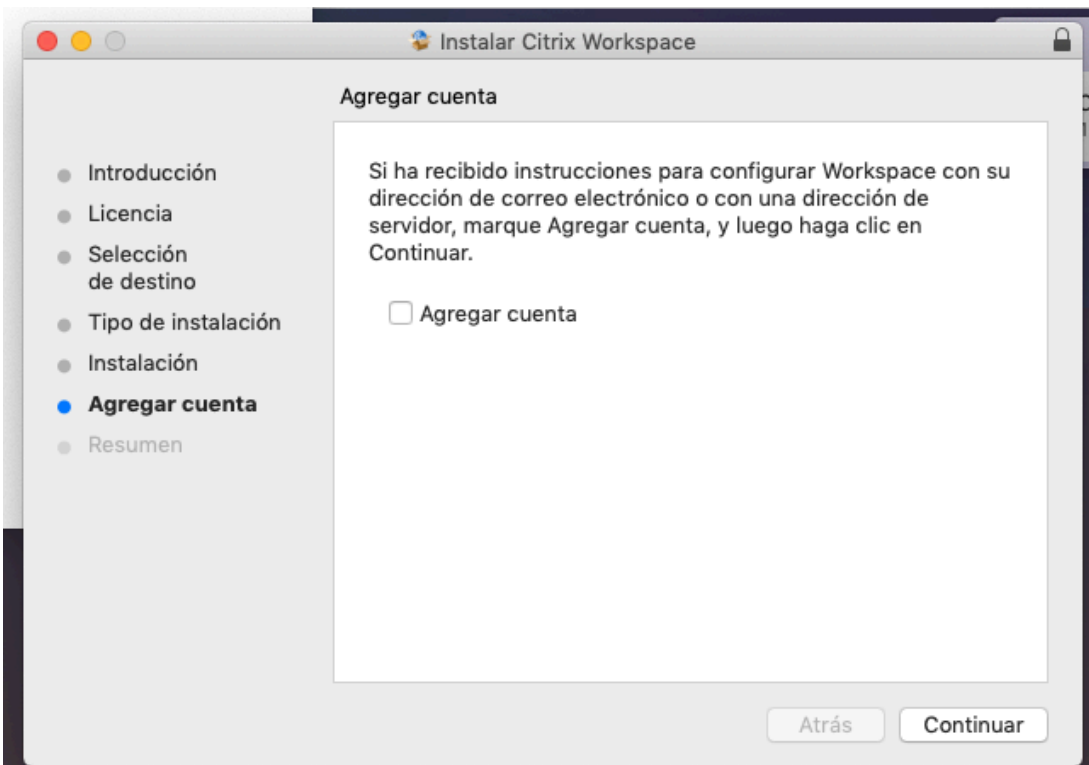 Instalar Citrix Workspace
Agregar cuenta
Introducción
Licencia
Selección
de destino
Tipo de instalación
Instalación
Agregar cuenta
Resumen
Si ha recibido instrucciones para configurar Workspace con su
dirección de correo electrónico o con una dirección de
servidor, marque Agregar cuenta, y luego haga clic en
Continuar.
Agregar cuenta
Atrás
Continuar